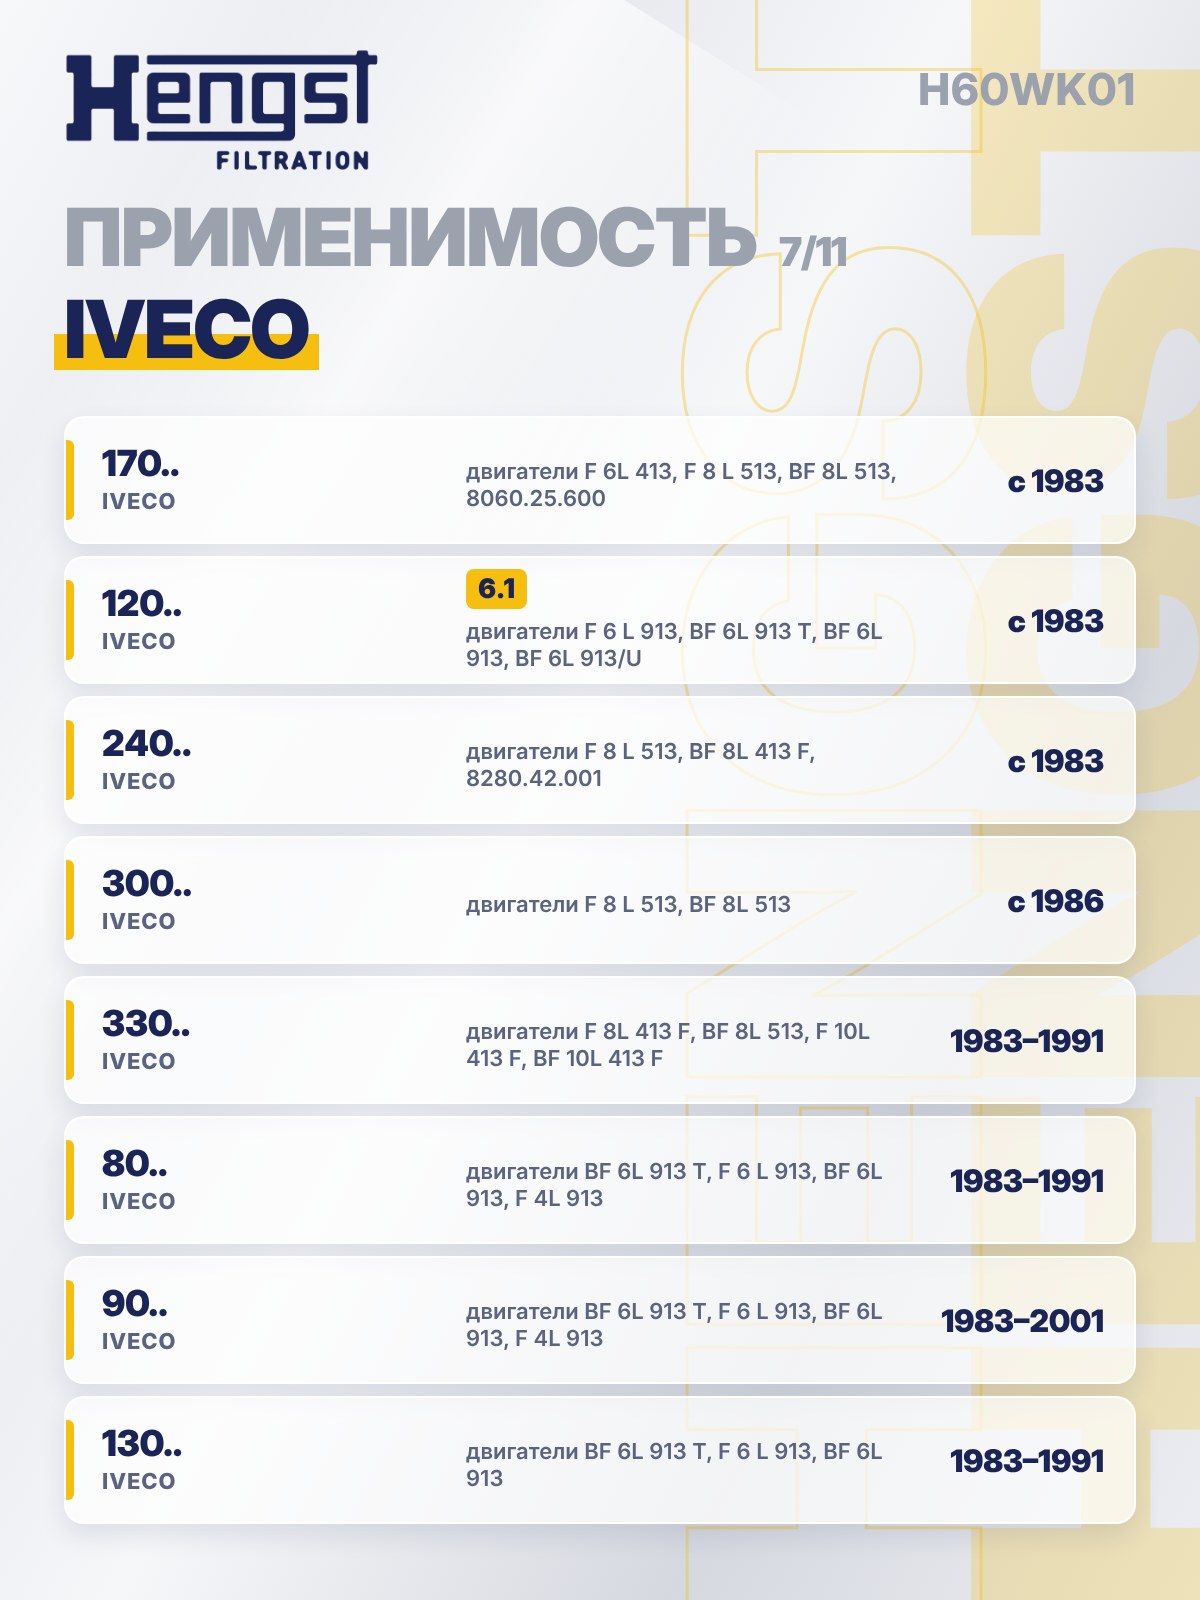 Hengst
FILTRATION
H60WK01
ПРИМЕНИМОСТЬ 7/11
IVECO
170..
IVECO
двигатели F 6L 413, F 8 L 513, BF 8L 513,
8060.25.600
с 1983
120..
IVECO
6.1
двигатели F 6 L 913, BF 6L 913 T, BF 6L
913, BF 6L 913/U
с 1983
240..
IVECO
двигатели F 8 L 513, BF 8L 413 F,
8280.42.001
с 1983
300..
IVECO
двигатели F 8 L 513, BF 8L 513
с 1986
330..
IVECO
двигатели F 8L 413 F, BF 8L 513, F 10L
413 F, BF 10L 413 F
1983–1991
80..
IVECO
двигатели BF 6L 913 T, F 6 L 913, BF 6L
913, F 4L 913
1983–1991
90..
IVECO
двигатели BF 6L 913 T, F 6 L 913, BF 6L
913, F 4L 913
1983–2001
130..
IVECO
двигатели BF 6L 913 T, F 6 L 913, BF 6L
913
1983–1991
HENGST
HENGST